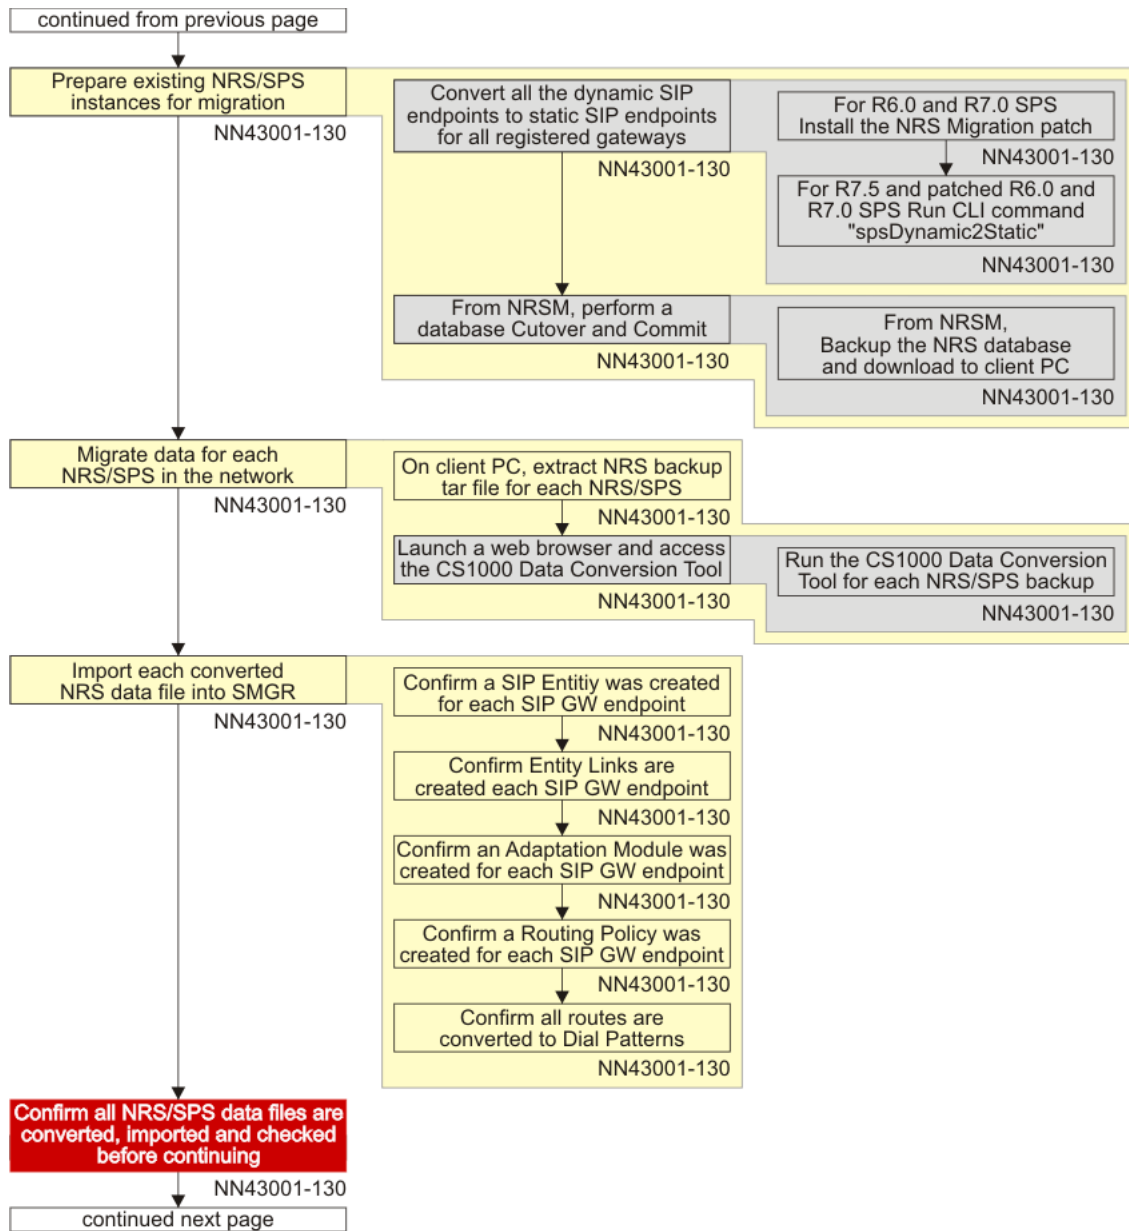 continued from previous page
Prepare existing NRS/SPS
instances for migration
NN43001-130
Convert all the dynamic SIP
endpoints to static SIP endpoints
for all registered gateways
NN43001-130
For R6.0 and R7.0 SPS
Install the NRS Migration patch
NN43001-130
For R7.5 and patched R6.0 and
R7.0 SPS Run CLI command
"spsDynamic2Static"
NN43001-130
From NRSM, perform a
database Cutover and Commit
NN43001-130
From NRSM,
Backup the NRS database
and download to client PC
NN43001-130
Migrate data for each
NRS/SPS in the network
NN43001-130
On client PC, extract NRS backup
tar file for each NRS/SPS
NN43001-130
Launch a web browser and access
the CS1000 Data Conversion Tool
NN43001-130
Run the CS1000 Data Conversion
Tool for each NRS/SPS backup
NN43001-130
Import each converted
NRS data file into SMGR
NN43001-130
Confirm a SIP Entitiy was created
for each SIP GW endpoint
NN43001-130
Confirm Entity Links are
created each SIP GW endpoint
NN43001-130
Confirm an Adaptation Module was
created for each SIP GW endpoint
NN43001-130
Confirm a Routing Policy was
created for each SIP GW endpoint
NN43001-130
Confirm all routes are
converted to Dial Patterns
NN43001-130
Confirm all NRS/SPS data files are
converted, imported and checked
before continuing
NN43001-130
continued next page